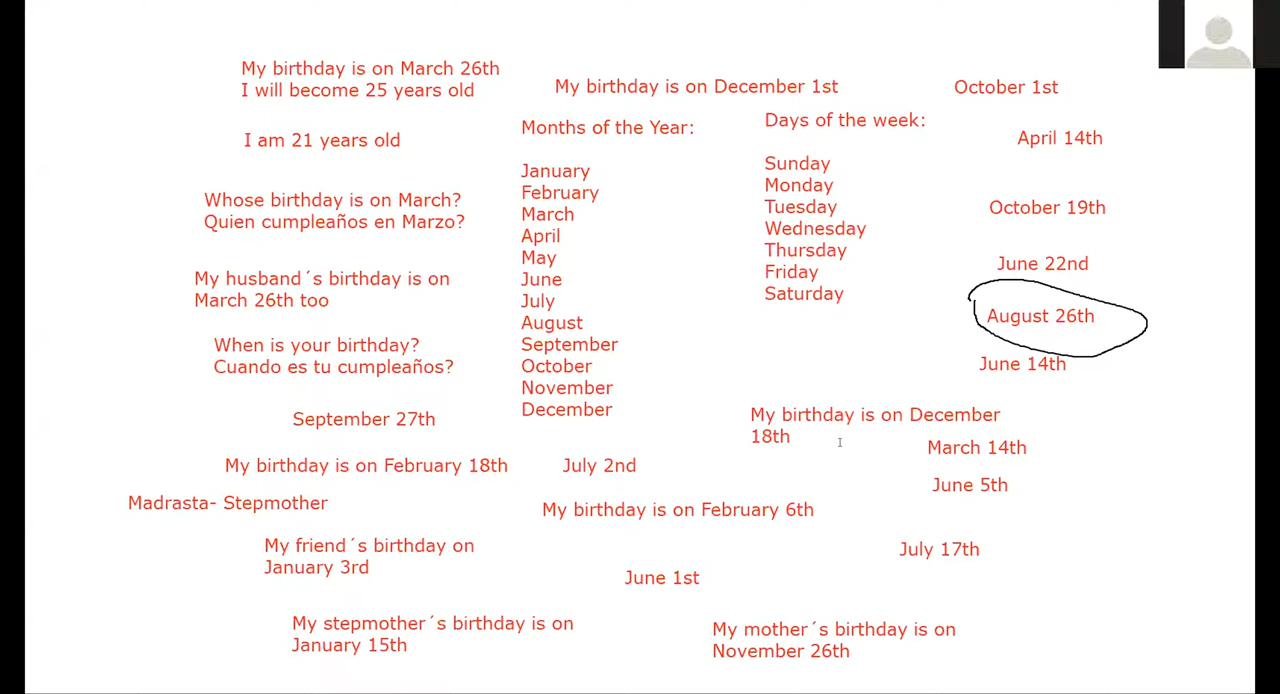 My birthday is on March 26th
I will become 25 years old
I am 21 years old
Whose birthday is on March?
Quien cumpleaños en Marzo?
My husband´s birthday is on
March 26th too
When is your birthday?
Cuando es tu cumpleaños?
September 27th
My birthday is on February 18th
Madrasta- Stepmother
My friend´s birthday on
January 3rd
My stepmother´s birthday is on
January 15th
My birthday is on December 1st
Months of the Year:
January
February
March
April
May
June
July
August
September
October
November
December
July 2nd
My birthday is on February 6th
June 1st
Days of the week:
Sunday
Monday
Tuesday
Wednesday
Thursday
Friday
Saturday
My birthday is on December
18th
My mother´s birthday is on
November 26th
October 1st
April 14th
October 19th
June 22nd
August 26th
June 14th
March 14th
June 5th
July 17th